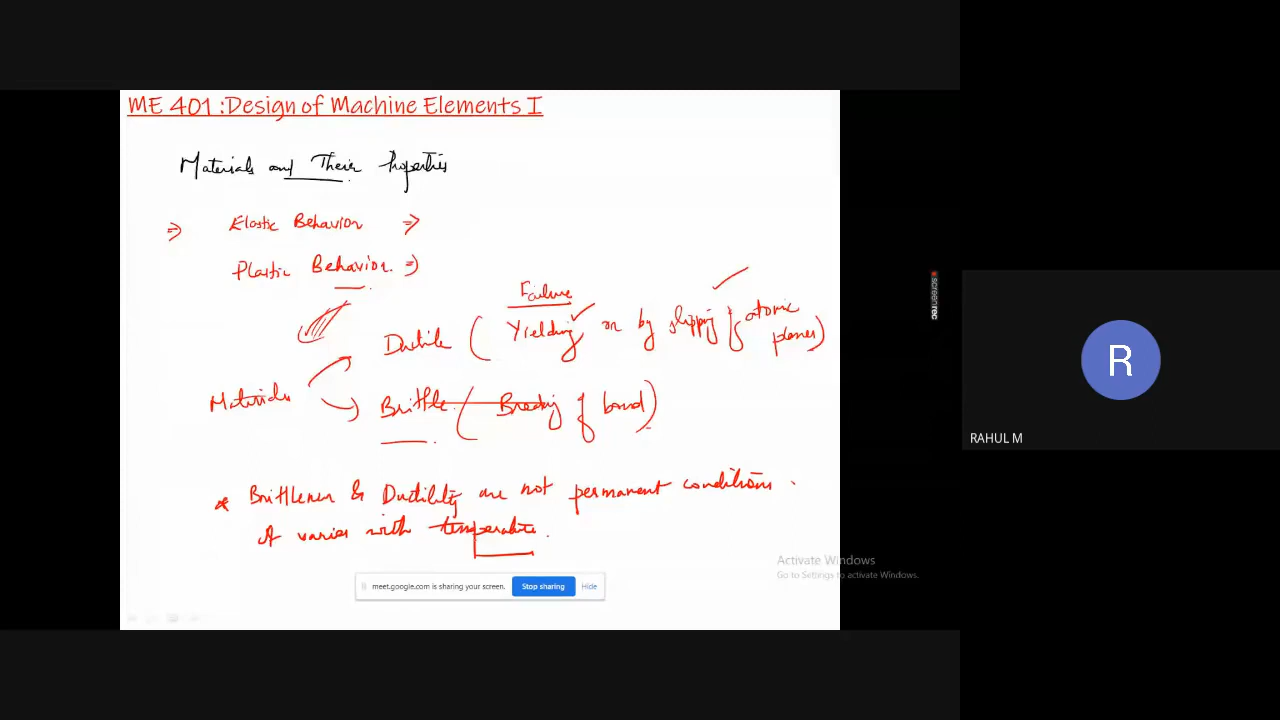 ME 401 :Design of Machine Elements I
Materials and Their Properties
⇒ Elastic Behavior ⇒
Plastic Behavior. ⇒
Failure
Ductile ( Yielding or by slipping of atomic planes)
Materials
Brittle. ( Breaking of bond)
* Brittleness & Ductility are not permanent conditions.
It varies with temperature.
meet.google.com is sharing your screen. Stop sharing Hide
Activate Windows
Go to Settings to activate Windows.
screenrec
R
RAHUL M